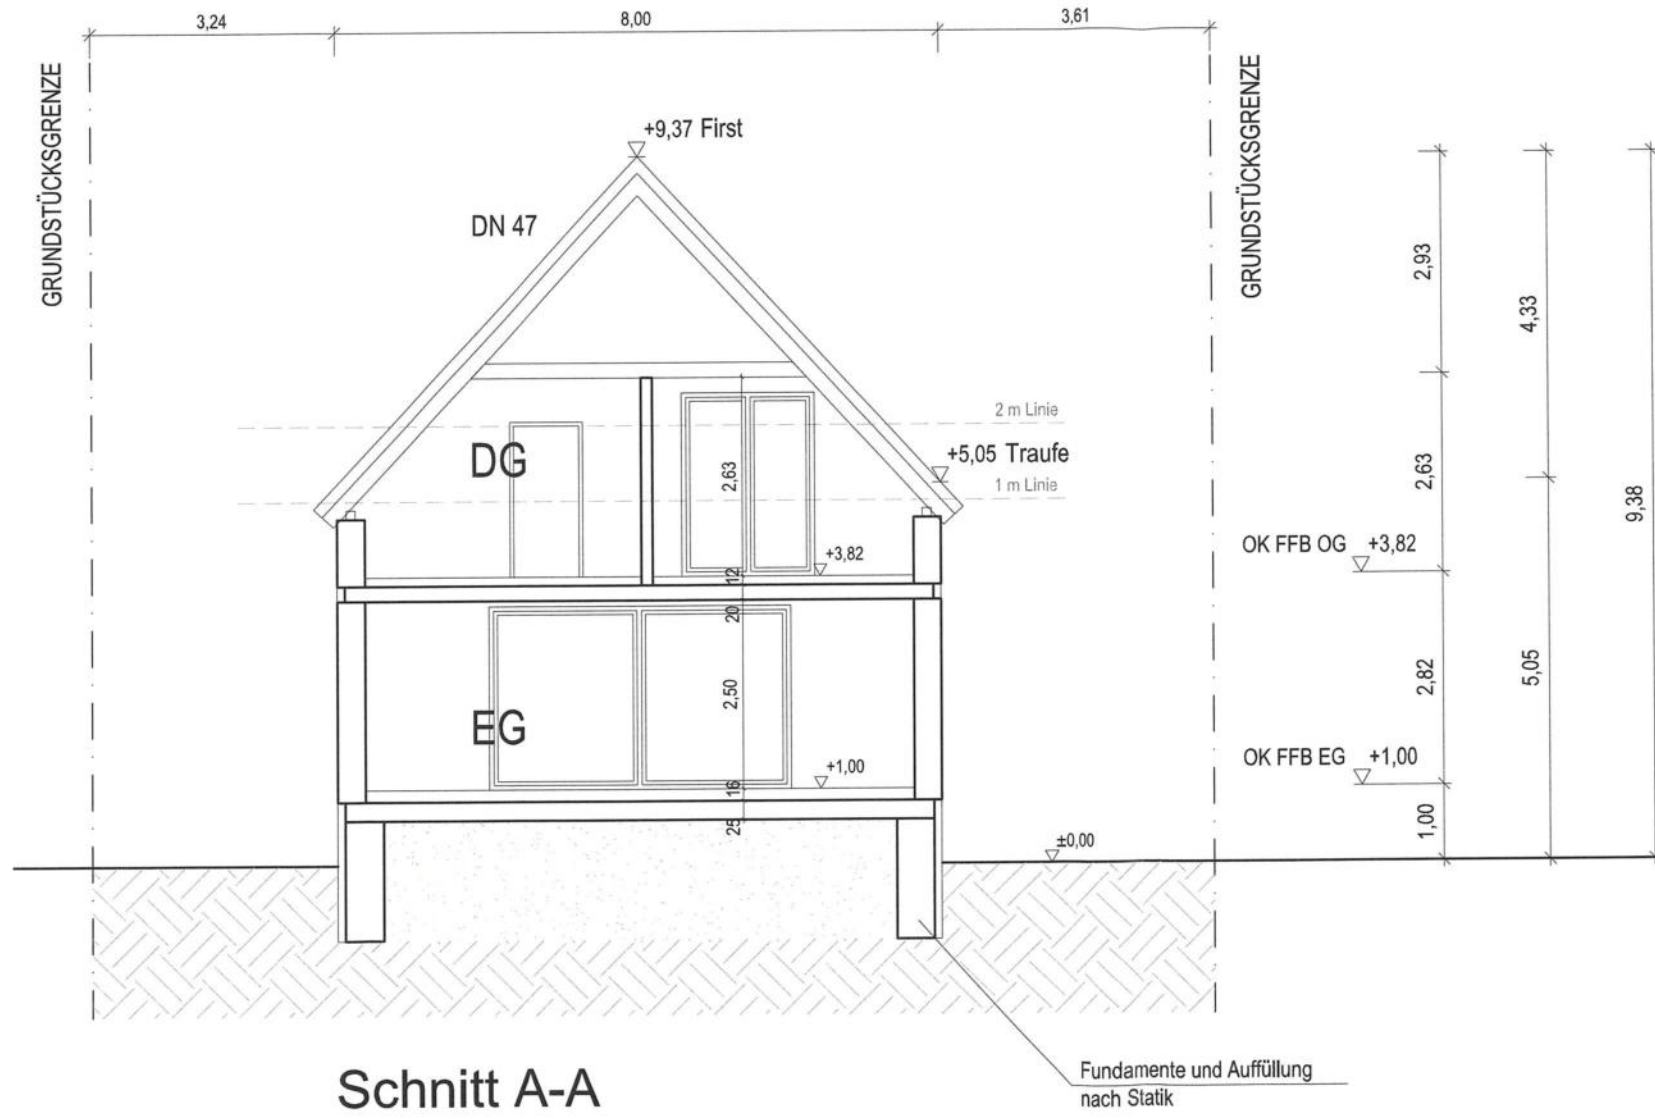 3,24
8,00
3,61
GRUNDSTÜCKSGRENZE
GRUNDSTÜCKSGRENZE
+9,37 First
DN 47
2,93
4,33
2 m Linie
+5,05 Traufe
DG
2,63
2,63
1 m Linie
9,38
OK FFB OG +3,82
+3,82
12
20
2,50
2,82
5,05
EG
OK FFB EG +1,00
+1,00
16
25
1,00
±0,00
Fundamente und Auffüllung
nach Statik
Schnitt A-A